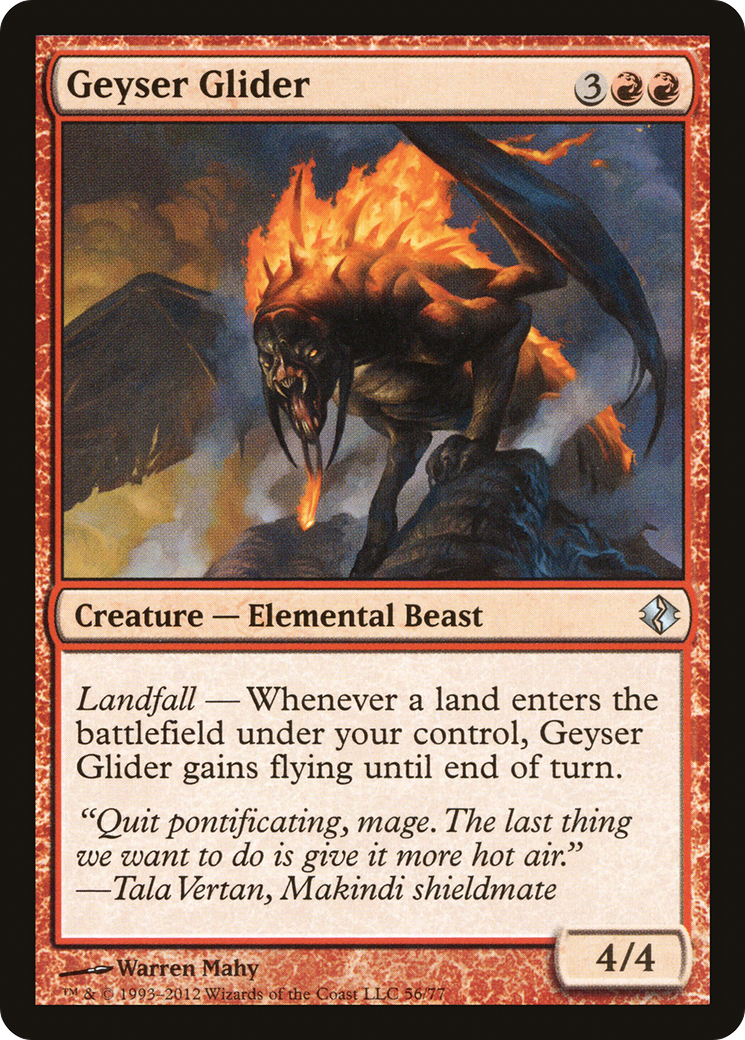 Geyser Glider
3
Creature — Elemental Beast
Landfall — Whenever a land enters the
battlefield under your control, Geyser
Glider gains flying until end of turn.
“Quit pontificating, mage. The last thing
we want to do is give it more hot air.”
—Tala Vertan, Makindi shieldmate
4/4
Warren Mahy
™ & © 1993–2012 Wizards of the Coast LLC 56/77